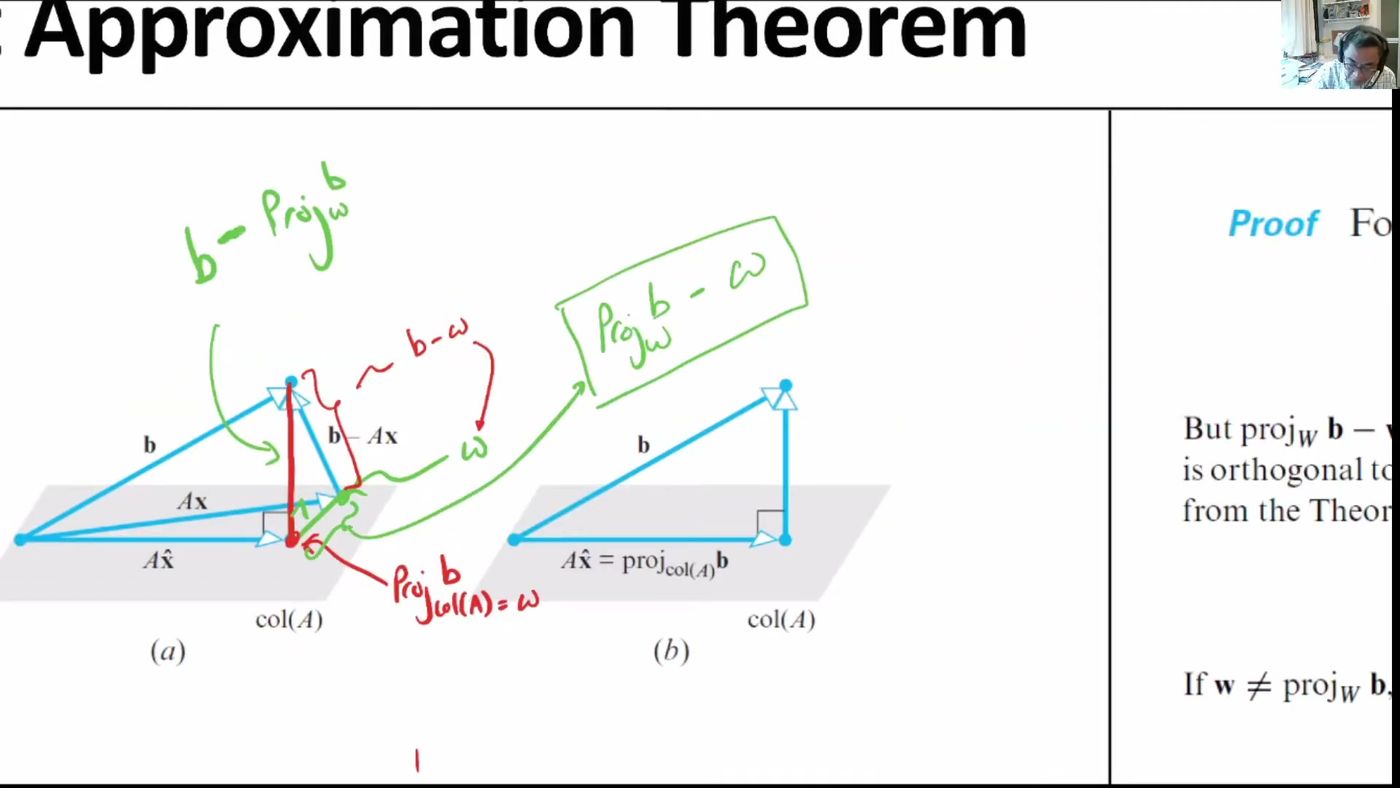 : Approximation Theorem
b - Proj_w b
Proj_w b - w
b-w
b
b - Ax
w
Ax
Ax̂
Proj_col(A)=w b
col(A)
(a)
b
Ax̂ = proj_col(A) b
col(A)
(b)
Proof Fo
But proj_W b –
is orthogonal to
from the Theor
If w ≠ proj_W b,